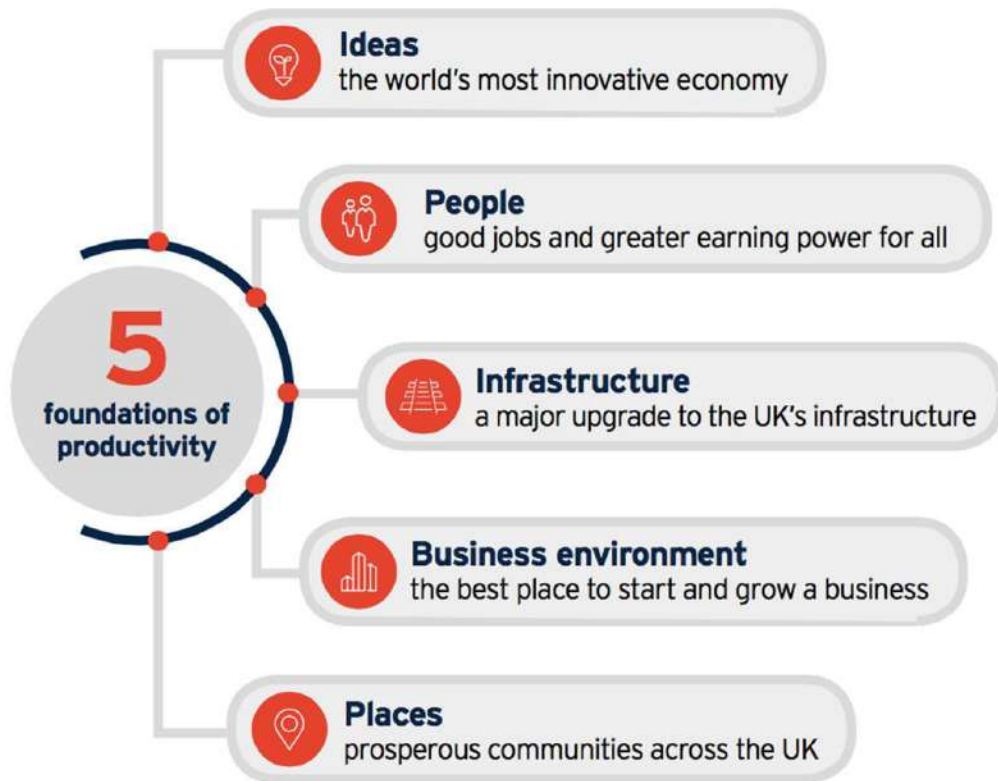 Ideas
the world's most innovative economy
People
good jobs and greater earning power for all
5
foundations of
productivity
Infrastructure
a major upgrade to the UK's infrastructure
Business environment
the best place to start and grow a business
Places
prosperous communities across the UK